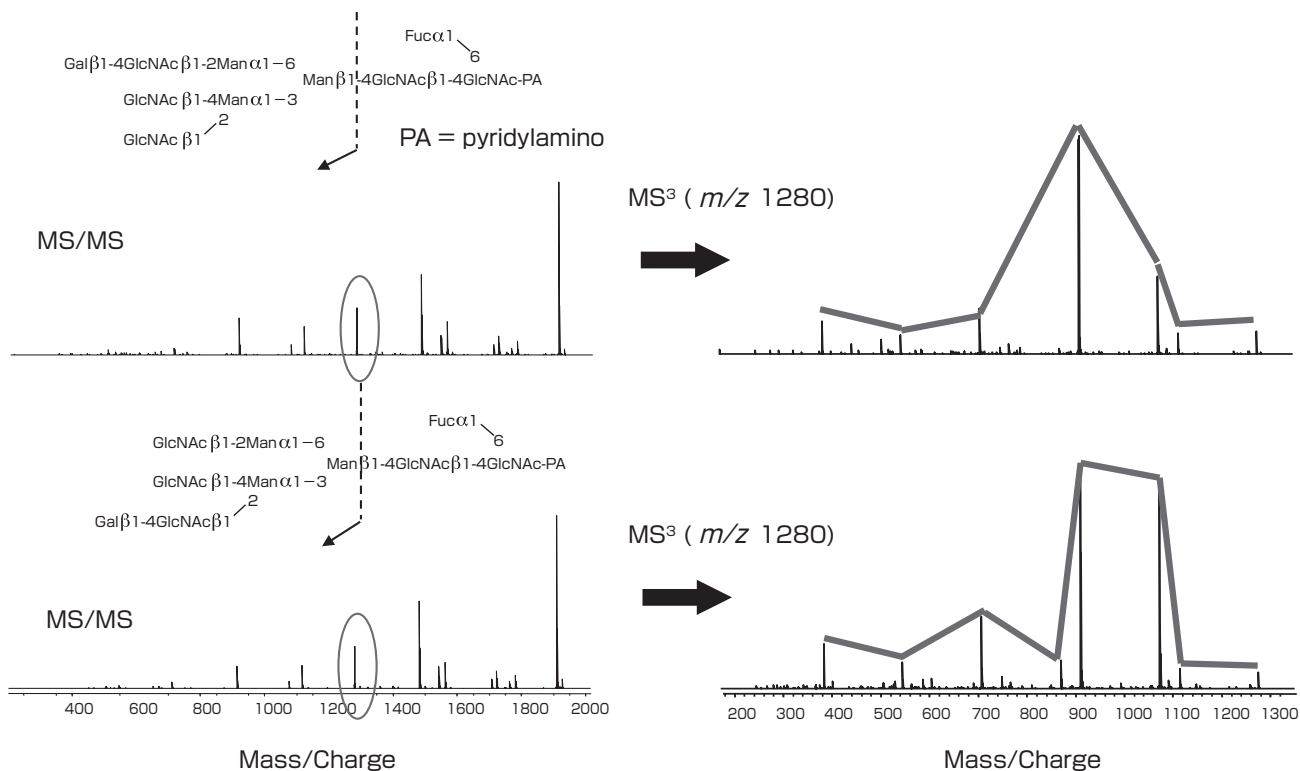 Fucα1
6
Galβ1-4GlcNAc β1-2Manα1−6
Manβ1-4GlcNAcβ1-4GlcNAc-PA
GlcNAc β1-4Manα1−3
2
GlcNAc β1
PA = pyridylamino
MS/MS
MS³ ( m/z 1280)
Fucα1
6
GlcNAc β1-2Manα1−6
Manβ1-4GlcNAcβ1-4GlcNAc-PA
GlcNAc β1-4Manα1−3
2
Galβ1-4GlcNAcβ1
MS/MS
MS³ ( m/z 1280)
400 600 800 1000 1200 1400 1600 1800 2000
Mass/Charge
200 300 400 500 600 700 800 900 1000 1100 1200 1300
Mass/Charge